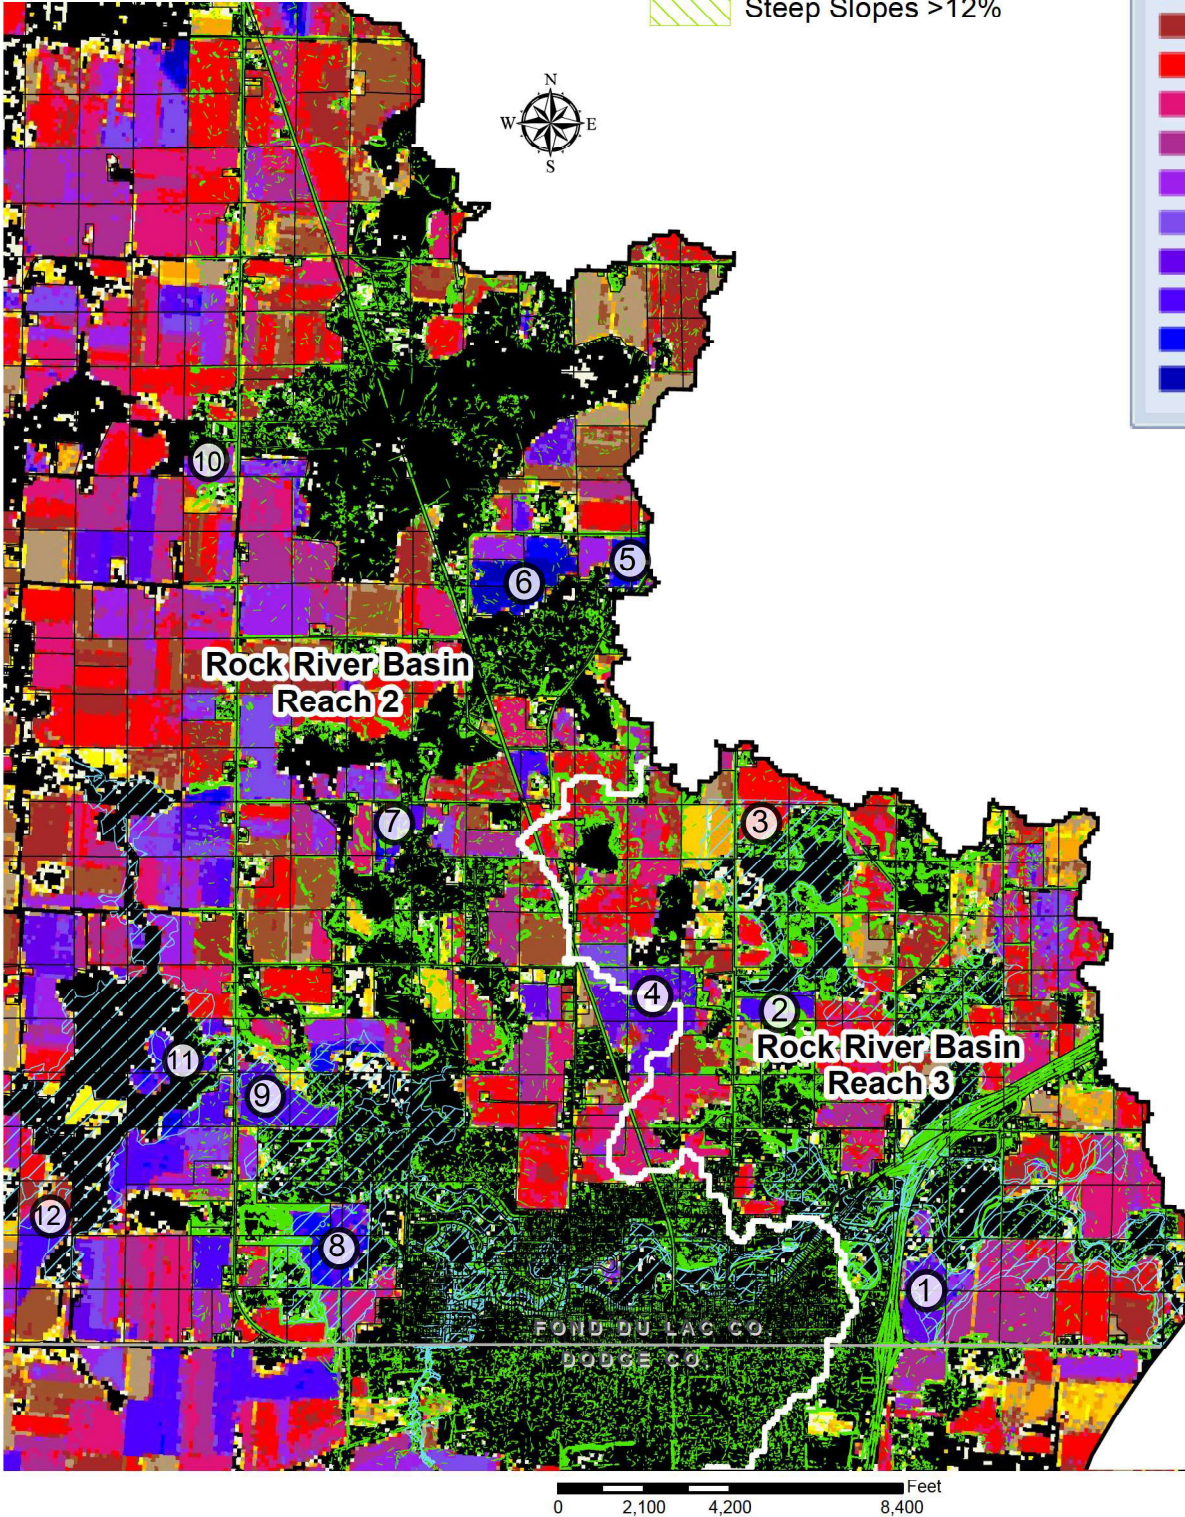 Steep Slopes >12%
N
W E
S
10
5
6
Rock River Basin
Reach 2
7
3
4
2
Rock River Basin
Reach 3
11
9
12
8
1
FOND DU LAC CO
DODGE CO
Feet
0 2,100 4,200 8,400